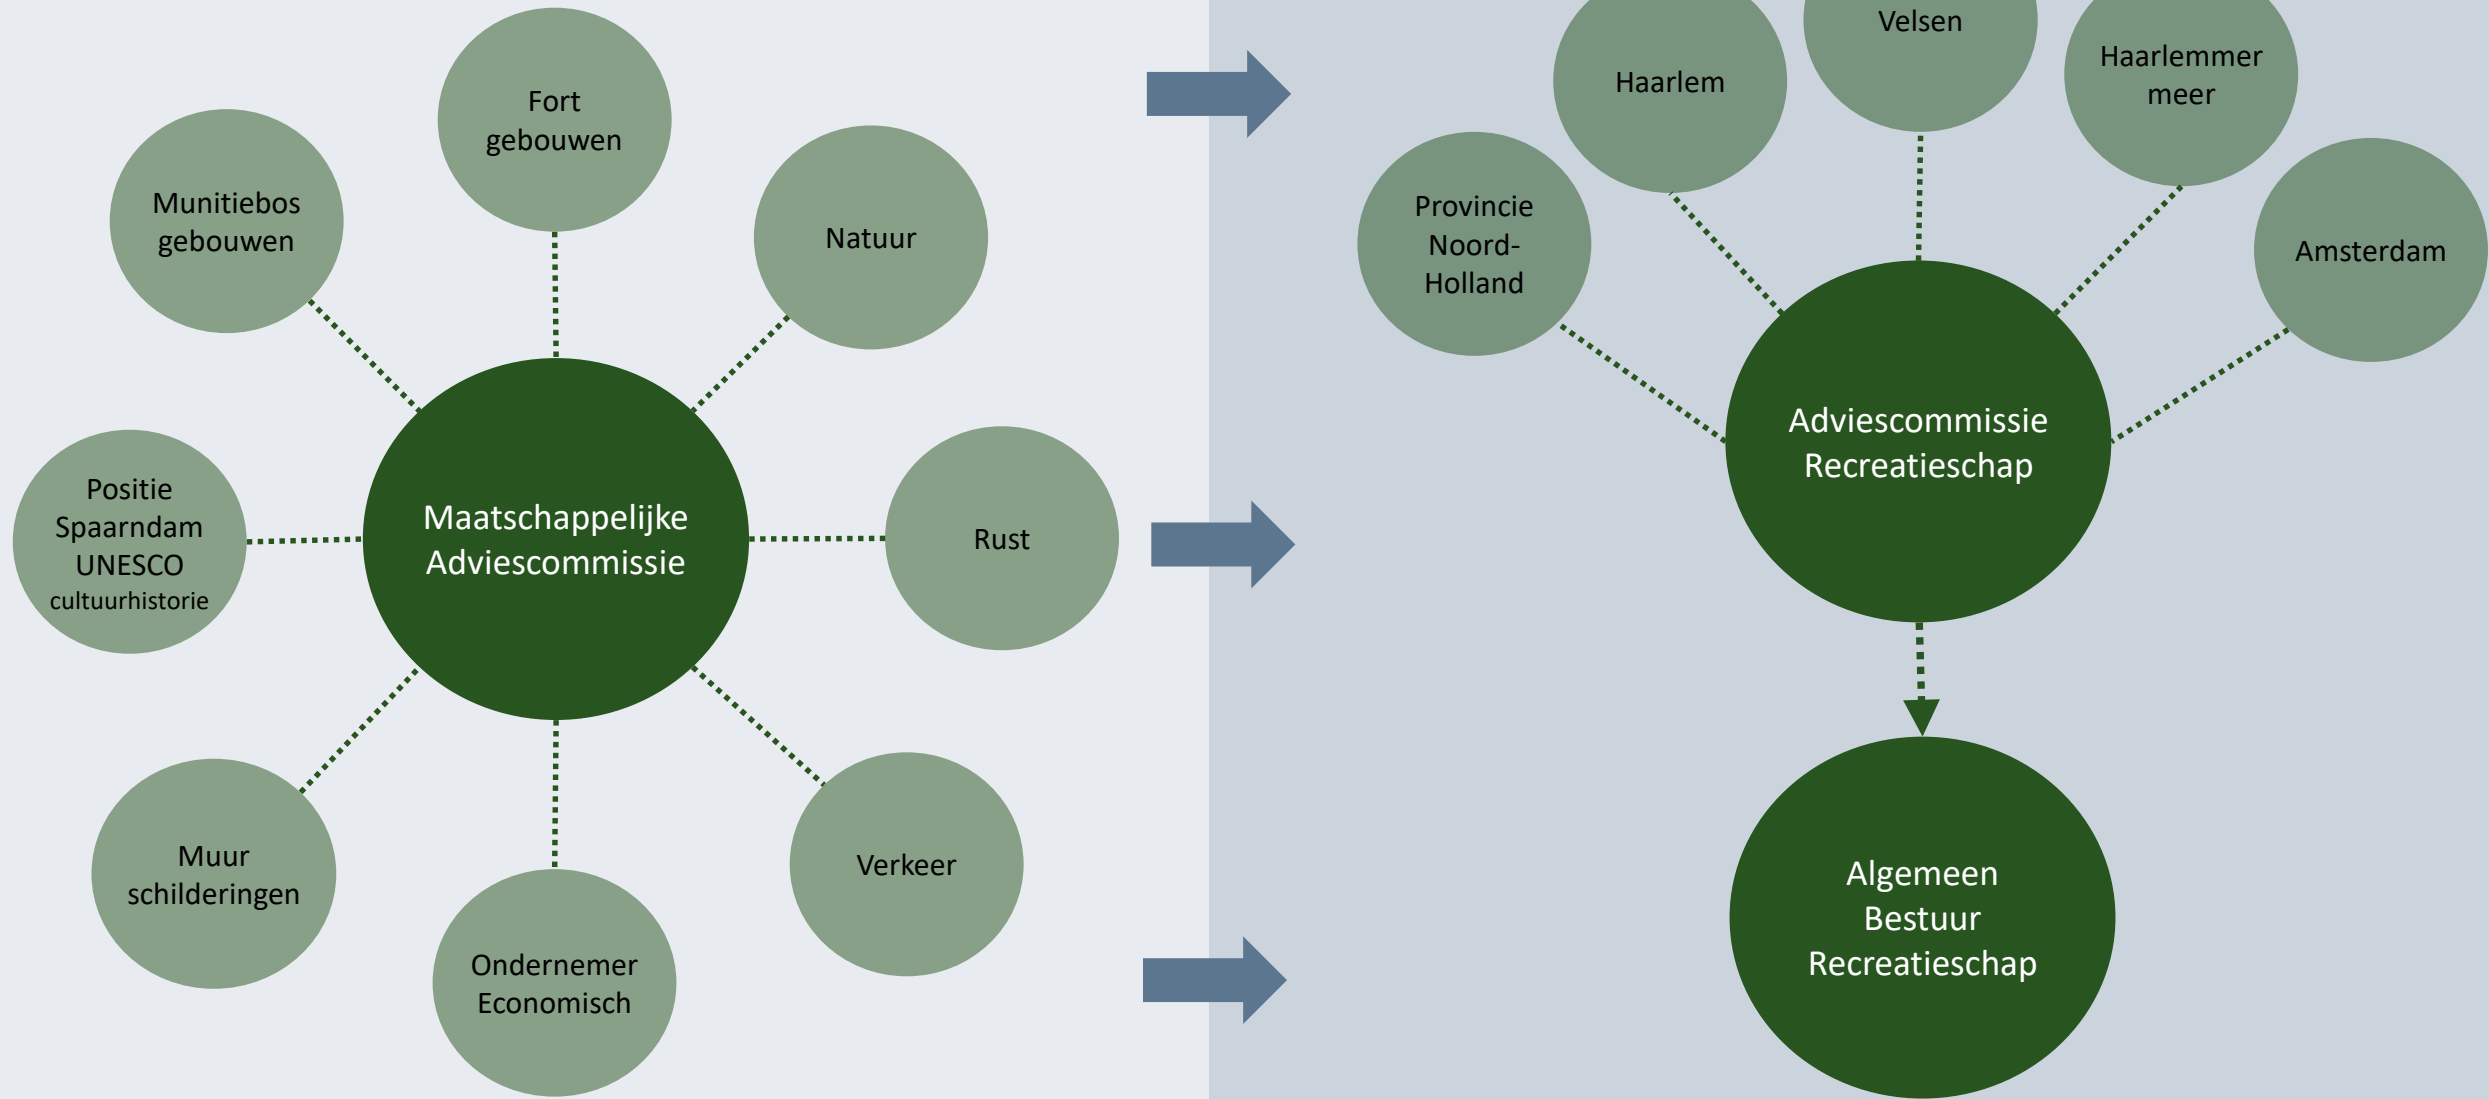 Fort
gebouwen
Munitiebos
gebouwen
Natuur
Positie
Spaarndam
UNESCO
cultuurhistorie
Maatschappelijke
Adviescommissie
Rust
Muur
schilderingen
Verkeer
Ondernemer
Economisch
Velsen
Haarlem
Haarlemmer
meer
Provincie
Noord-
Holland
Amsterdam
Adviescommissie
Recreatieschap
Algemeen
Bestuur
Recreatieschap